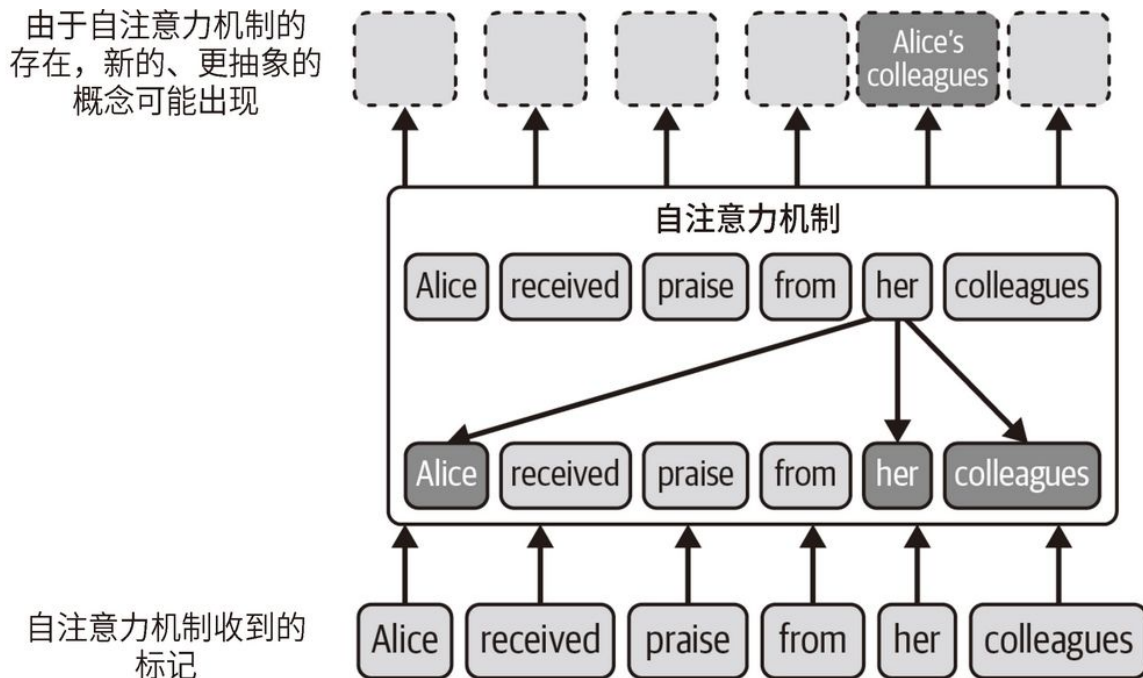 由于自注意力机制的
存在，新的、更抽象的
概念可能出现
Alice's
colleagues
自注意力机制
Alice received praise from her colleagues
Alice received praise from her colleagues
自注意力机制收到的
标记
Alice received praise from her colleagues